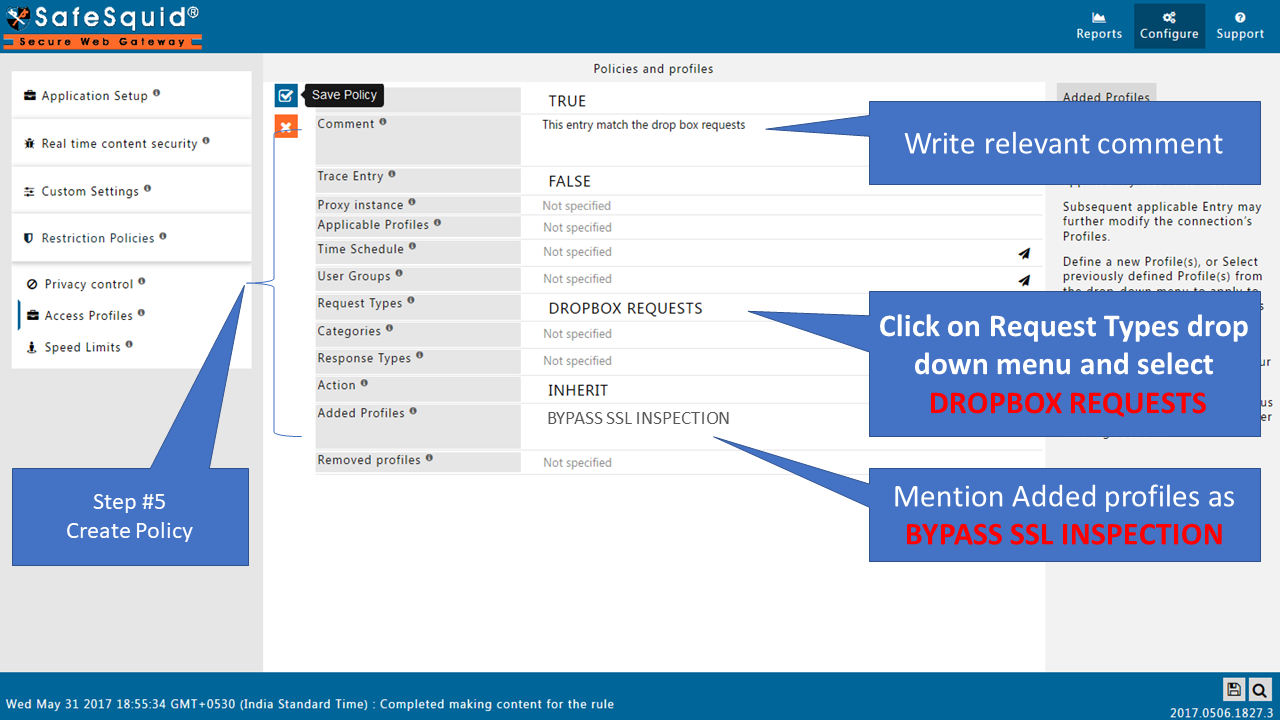 SafeSquid®
Secure Web Gateway
Reports
Configure
Support
Policies and profiles
Application Setup
Real time content security
Custom Settings
Restriction Policies
Privacy control
Access Profiles
Speed Limits
Save Policy
TRUE
Comment
This entry match the drop box requests
Trace Entry
FALSE
Proxy instance
Not specified
Applicable Profiles
Not specified
Time Schedule
Not specified
User Groups
Not specified
Request Types
DROPBOX REQUESTS
Categories
Not specified
Response Types
Not specified
Action
INHERIT
Added Profiles
BYPASS SSL INSPECTION
Removed profiles
Not specified
Added Profiles
Subsequent applicable Entry may
further modify the connection's
Profiles.
Define a new Profile(s), or Select
previously defined Profile(s) from
the drop-down menu to apply to
Write relevant comment
Click on Request Types drop
down menu and select
DROPBOX REQUESTS
Mention Added profiles as
BYPASS SSL INSPECTION
Step #5
Create Policy
Wed May 31 2017 18:55:34 GMT+0530 (India Standard Time) : Completed making content for the rule
2017.0506.1827.3